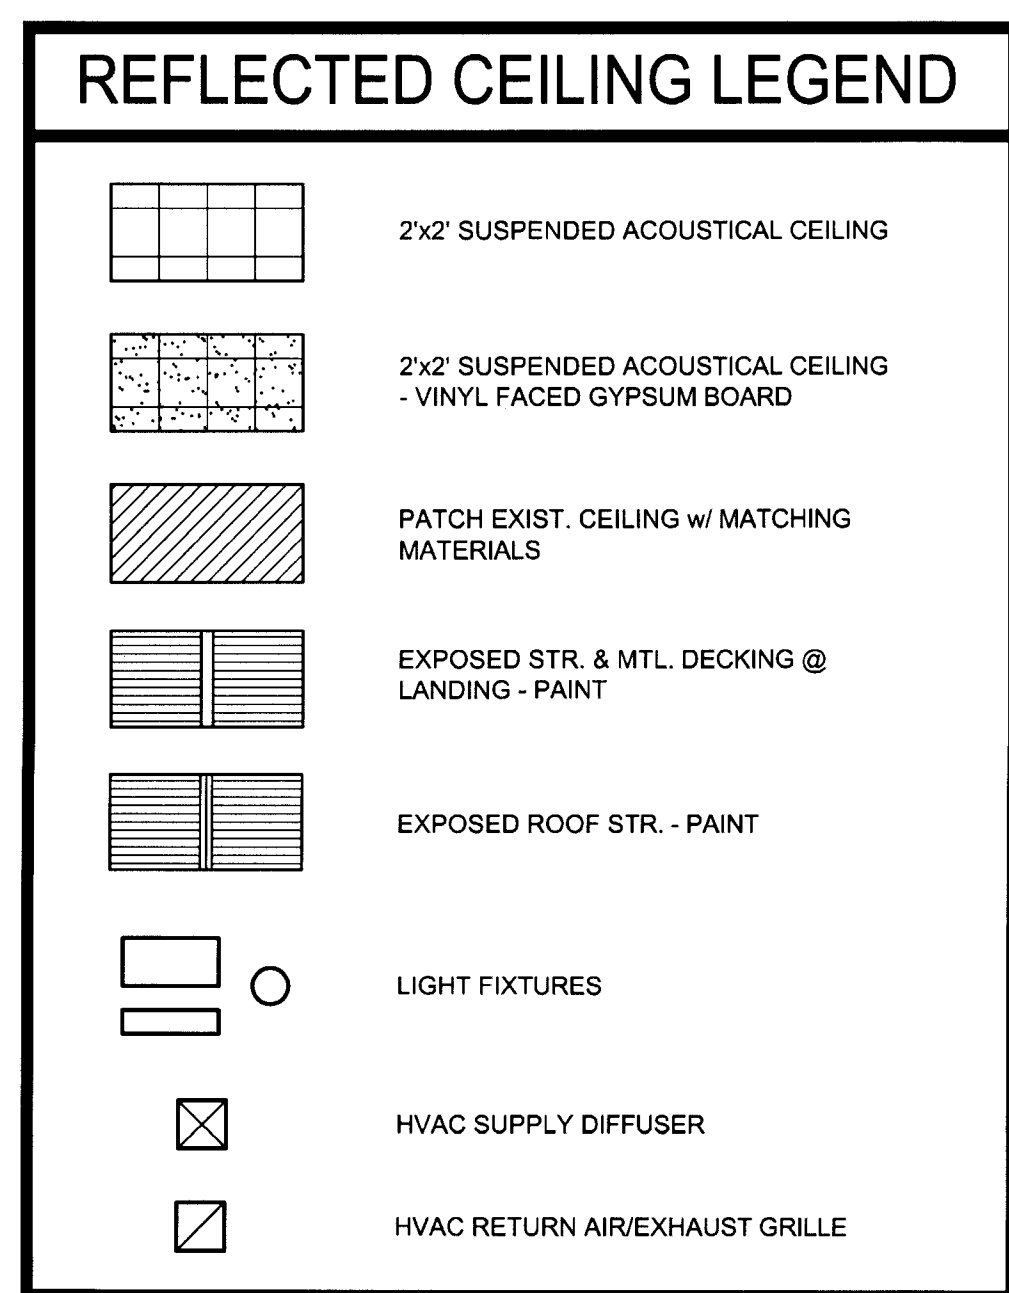 REFLECTED CEILING LEGEND
2'x2' SUSPENDED ACOUSTICAL CEILING
2'x2' SUSPENDED ACOUSTICAL CEILING
- VINYL FACED GYPSUM BOARD
PATCH EXIST. CEILING w/ MATCHING
MATERIALS
EXPOSED STR. & MTL. DECKING @
LANDING - PAINT
EXPOSED ROOF STR. - PAINT
LIGHT FIXTURES
HVAC SUPPLY DIFFUSER
HVAC RETURN AIR/EXHAUST GRILLE